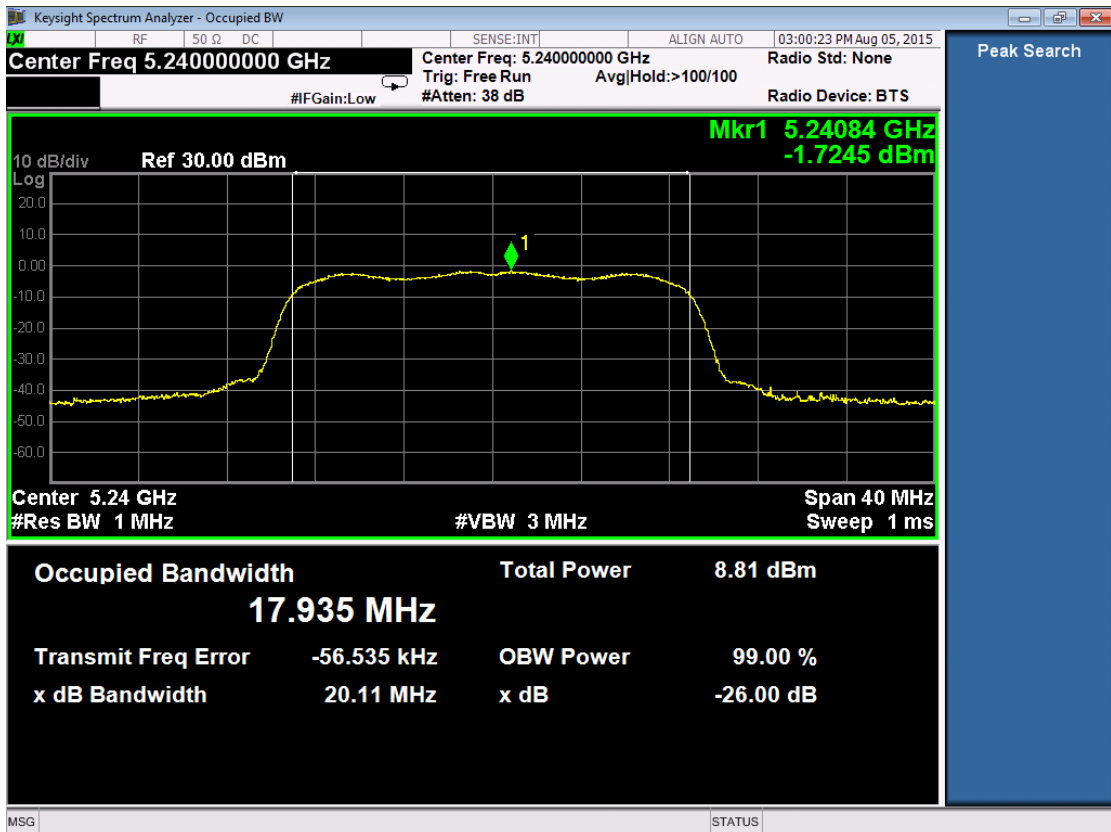 Keysight Spectrum Analyzer - Occupied BW
LXI RF 50 Ω DC SENSE:INT ALIGN AUTO 03:00:23 PM Aug 05, 2015
Center Freq 5.240000000 GHz
Center Freq: 5.240000000 GHz Radio Std: None
Trig: Free Run Avg|Hold:>100/100
#IFGain:Low #Atten: 38 dB Radio Device: BTS
Peak Search
Mkr1 5.24084 GHz
-1.7245 dBm
10 dB/div Ref 30.00 dBm
Log
20.0
10.0
1
0.00
-10.0
-20.0
-30.0
-40.0
-50.0
-60.0
Center 5.24 GHz Span 40 MHz
#Res BW 1 MHz #VBW 3 MHz Sweep 1 ms
Occupied Bandwidth Total Power 8.81 dBm
17.935 MHz
Transmit Freq Error -56.535 kHz OBW Power 99.00 %
x dB Bandwidth 20.11 MHz x dB -26.00 dB
MSG STATUS